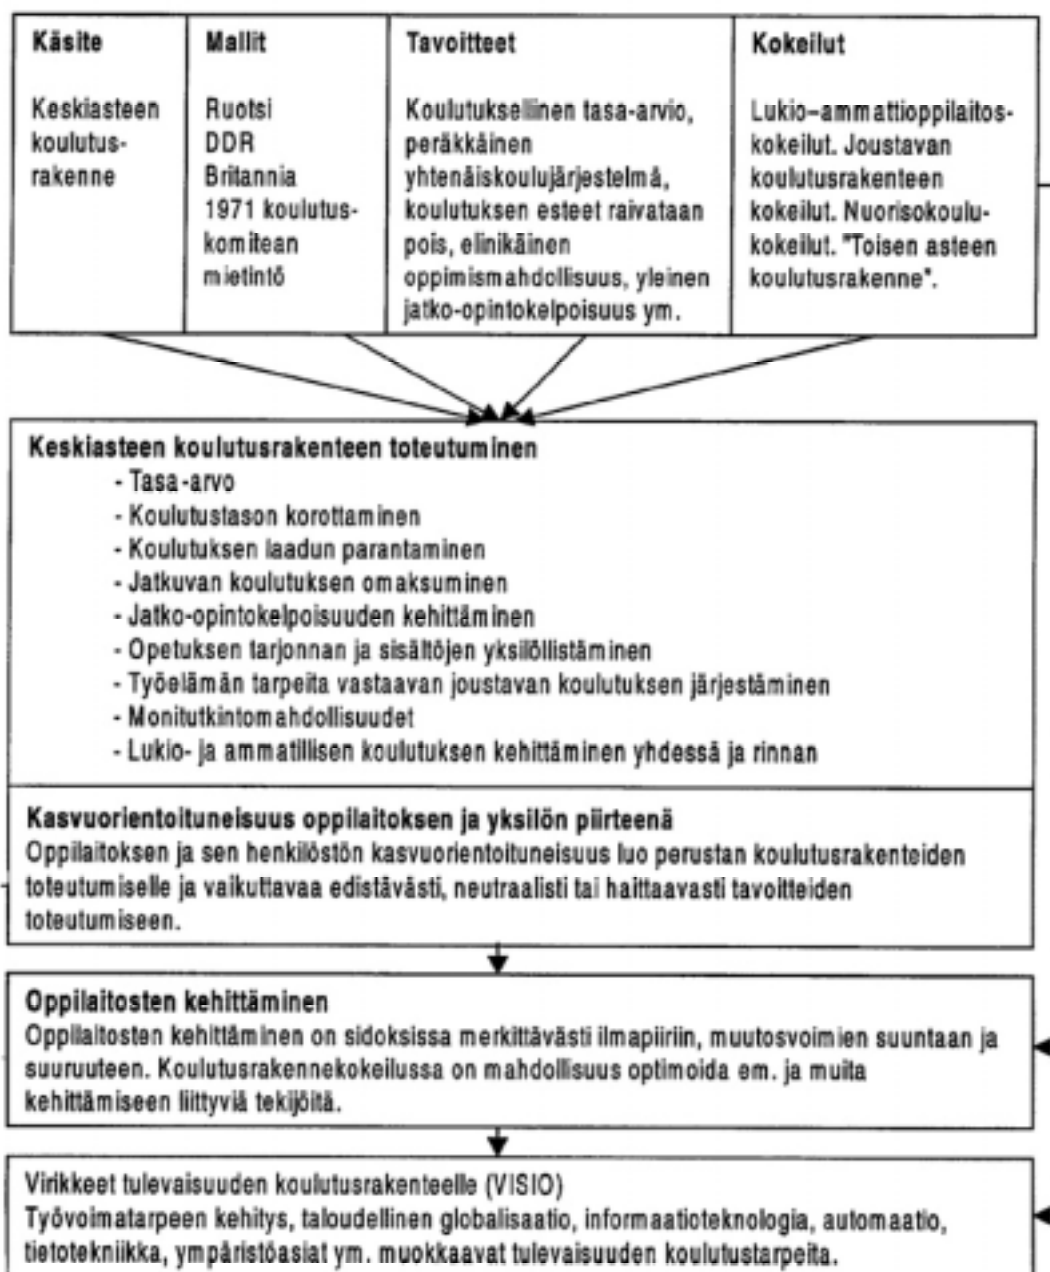 Käsite
Keskiasteen
koulutus-
rakenne
Mallit
Ruotsi
DDR
Britannia
1971 koulutus-
komitean
mietintö
Tavoitteet
Koulutuksellinen tasa-arvio,
peräkkäinen
yhtenäiskoulujärjestelmä,
koulutuksen esteet raivataan
pois, elinikäinen
oppimismahdollisuus, yleinen
jatko-opintokelpoisuus ym.
Kokeilut
Lukio–ammattioppilaitos-
kokeilut. Joustavan
koulutusrakenteen
kokeilut. Nuorisokoulu-
kokeilut. "Toisen asteen
koulutusrakenne".
Keskiasteen koulutusrakenteen toteutuminen
- Tasa-arvo
- Koulutustason korottaminen
- Koulutuksen laadun parantaminen
- Jatkuvan koulutuksen omaksuminen
- Jatko-opintokelpoisuuden kehittäminen
- Opetuksen tarjonnan ja sisältöjen yksilöllistäminen
- Työelämän tarpeita vastaavan joustavan koulutuksen järjestäminen
- Monitutkintomahdollisuudet
- Lukio- ja ammatillisen koulutuksen kehittäminen yhdessä ja rinnan
Kasvuorientoituneisuus oppilaitoksen ja yksilön piirteenä
Oppilaitoksen ja sen henkilöstön kasvuorientoituneisuus luo perustan koulutusrakenteiden
toteutumiselle ja vaikuttavaa edistävästi, neutraalisti tai haittaavasti tavoitteiden
toteutumiseen.
Oppilaitosten kehittäminen
Oppilaitosten kehittäminen on sidoksissa merkittävästi ilmapiiriin, muutosvoimien suuntaan ja
suuruuteen. Koulutusrakennekokeilussa on mahdollisuus optimoida em. ja muita
kehittämiseen liittyviä tekijöitä.
Virikkeet tulevaisuuden koulutusrakenteelle (VISIO)
Työvoimatarpeen kehitys, taloudellinen globalisaatio, informaatioteknologia, automaatio,
tietotekniikka, ympäristöasiat ym. muokkaavat tulevaisuuden koulutustarpeita.